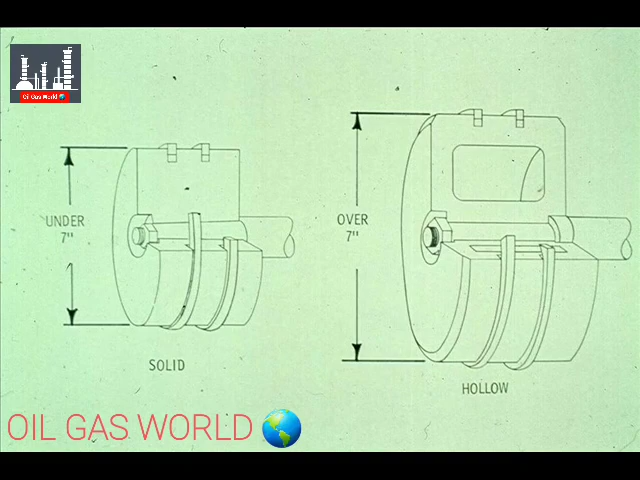 Oil Gas World
UNDER
7"
OVER
7"
SOLID
HOLLOW
OIL GAS WORLD